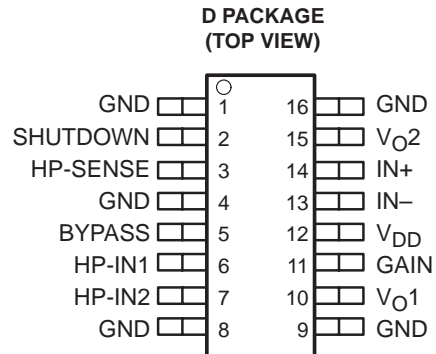 D PACKAGE
(TOP VIEW)
GND 1 16 GND
SHUTDOWN 2 15 VO2
HP-SENSE 3 14 IN+
GND 4 13 IN–
BYPASS 5 12 VDD
HP-IN1 6 11 GAIN
HP-IN2 7 10 VO1
GND 8 9 GND